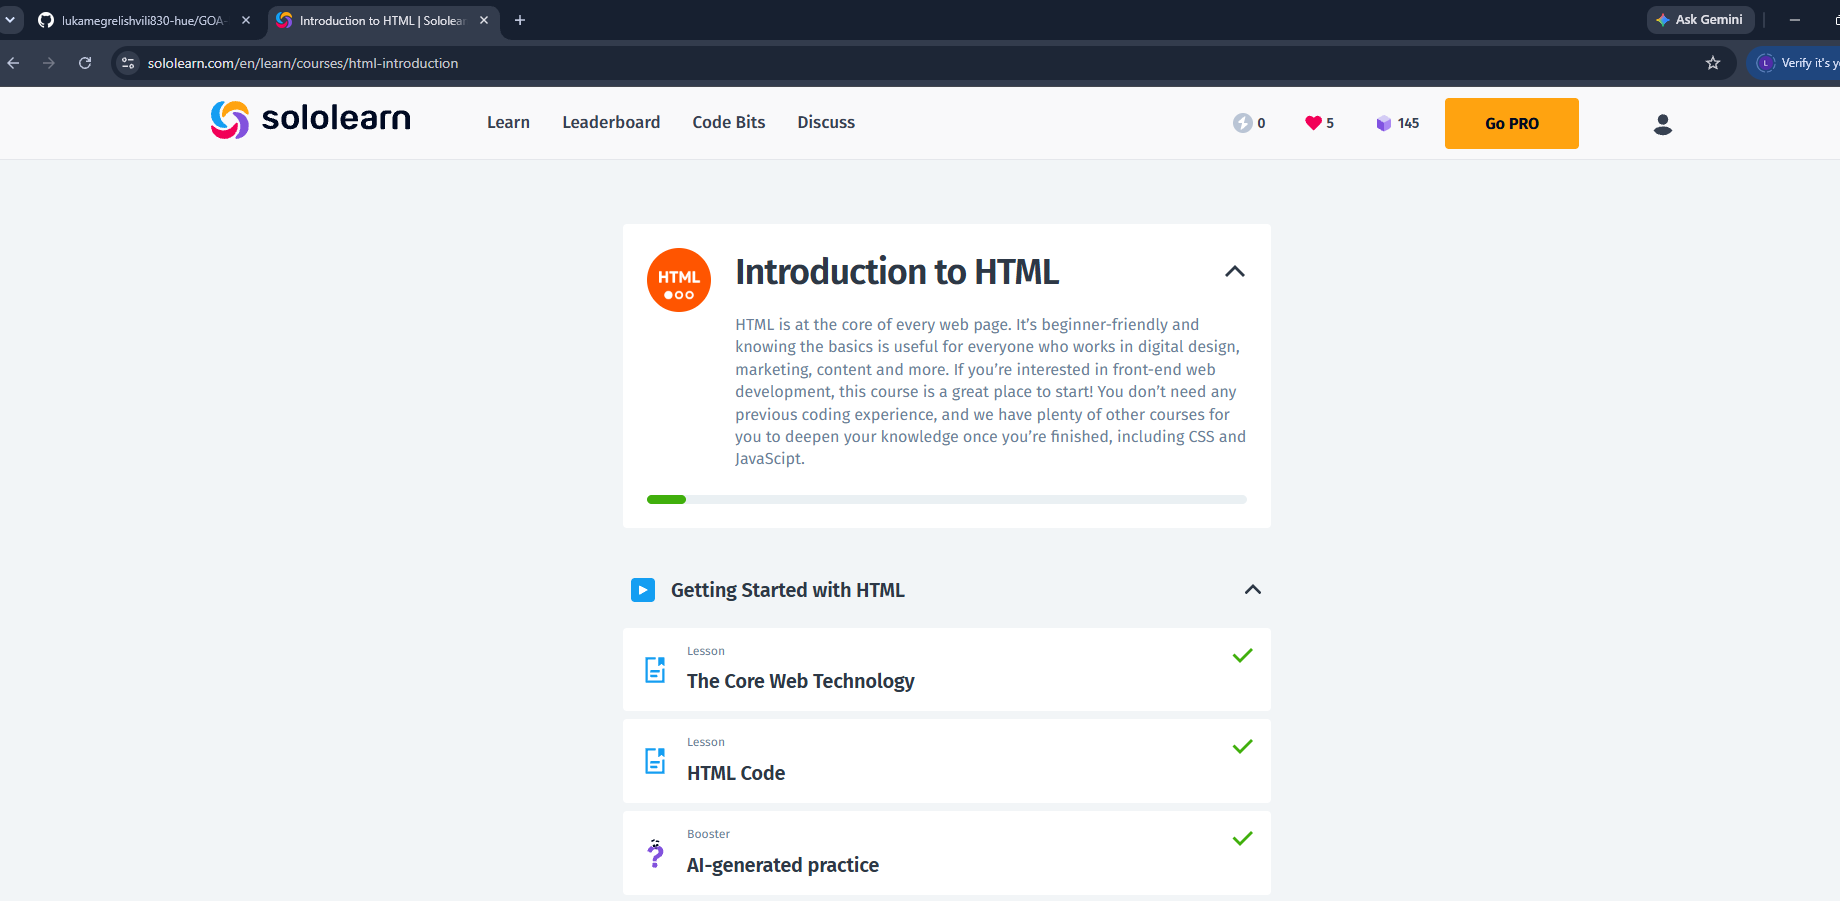 lukamegrelishvili830-hue/GOA-
Introduction to HTML | Sololear
Ask Gemini
sololearn.com/en/learn/courses/html-introduction
L
Verify it's y
sololearn
Learn
Leaderboard
Code Bits
Discuss
0
5
145
Go PRO
HTML
Introduction to HTML
HTML is at the core of every web page. It’s beginner-friendly and
knowing the basics is useful for everyone who works in digital design,
marketing, content and more. If you’re interested in front-end web
development, this course is a great place to start! You don’t need any
previous coding experience, and we have plenty of other courses for
you to deepen your knowledge once you’re finished, including CSS and
JavaScipt.
Getting Started with HTML
Lesson
The Core Web Technology
Lesson
HTML Code
Booster
AI-generated practice